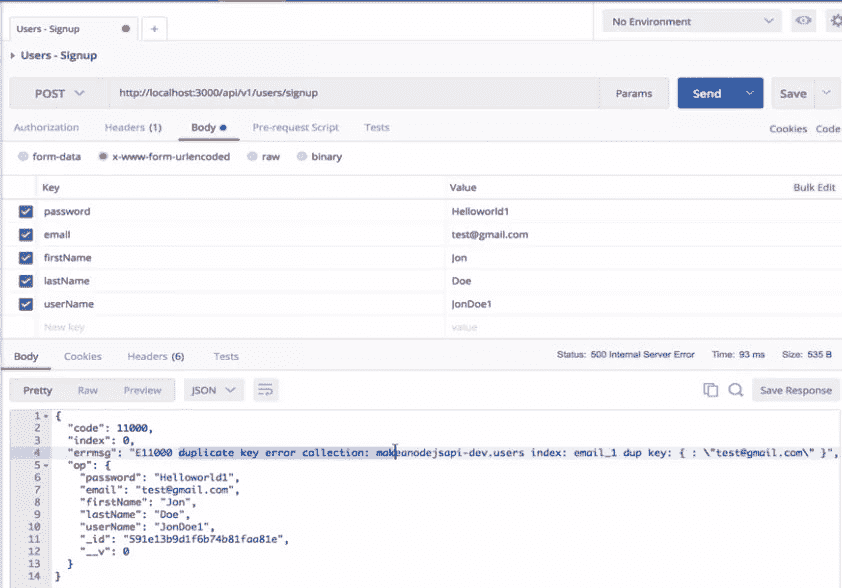 Users - Signup
+
No Environment
Users - Signup
POST http://localhost:3000/api/v1/users/signup Params Send Save
Authorization Headers (1) Body Pre-request Script Tests Cookies Code
form-data x-www-form-urlencoded raw binary
Key Value Bulk Edit
password Helloworld1
email test@gmail.com
firstName Jon
lastName Doe
userName JonDoe1
New key value
Body Cookies Headers (6) Tests Status: 500 Internal Server Error Time: 93 ms Size: 535 B
Pretty Raw Preview JSON Save Response
1 {
2 "code": 11000,
3 "index": 0,
4 "errmsg": "E11000 duplicate key error collection: makeanodejsapi-dev.users index: email_1 dup key: { : \"test@gmail.com\" }",
5 "op": {
6 "password": "Helloworld1",
7 "email": "test@gmail.com",
8 "firstName": "Jon",
9 "lastName": "Doe",
10 "userName": "JonDoe1",
11 "_id": "591e13b9d1f6b74b81faa81e",
12 "__v": 0
13 }
14 }